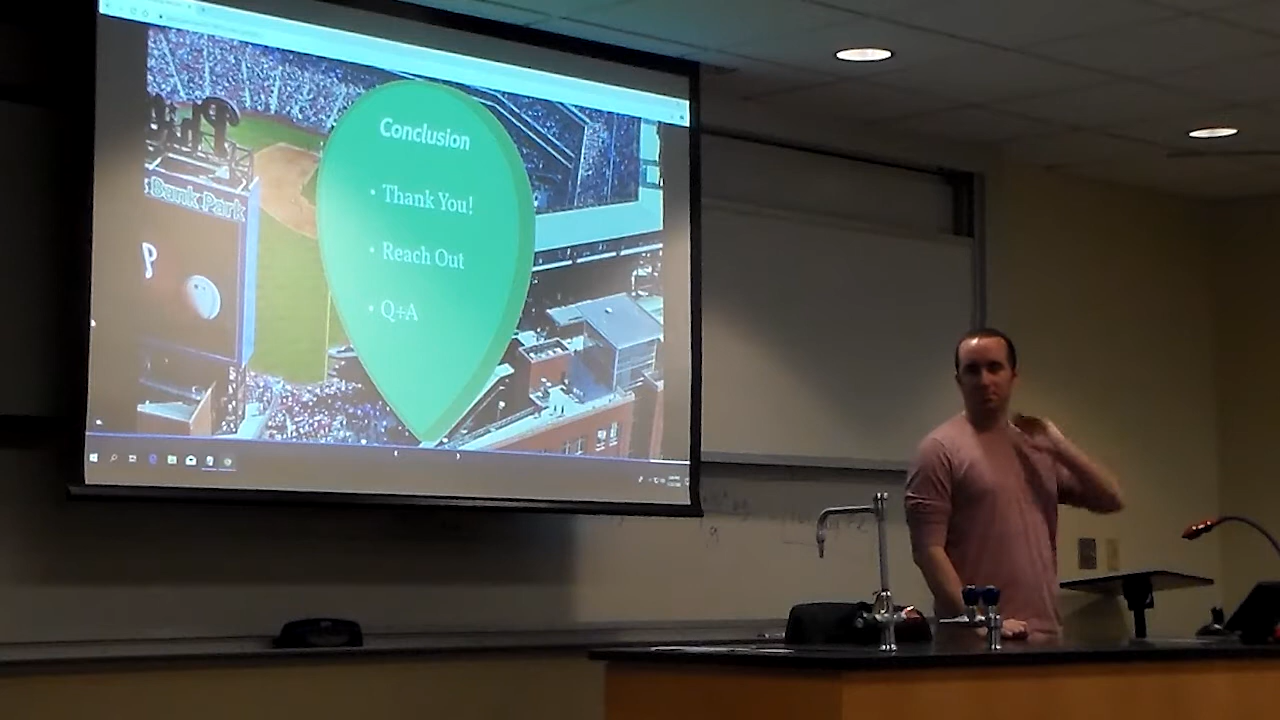 Conclusion
• Thank You!
• Reach Out
• Q+A
s Bank Park
P